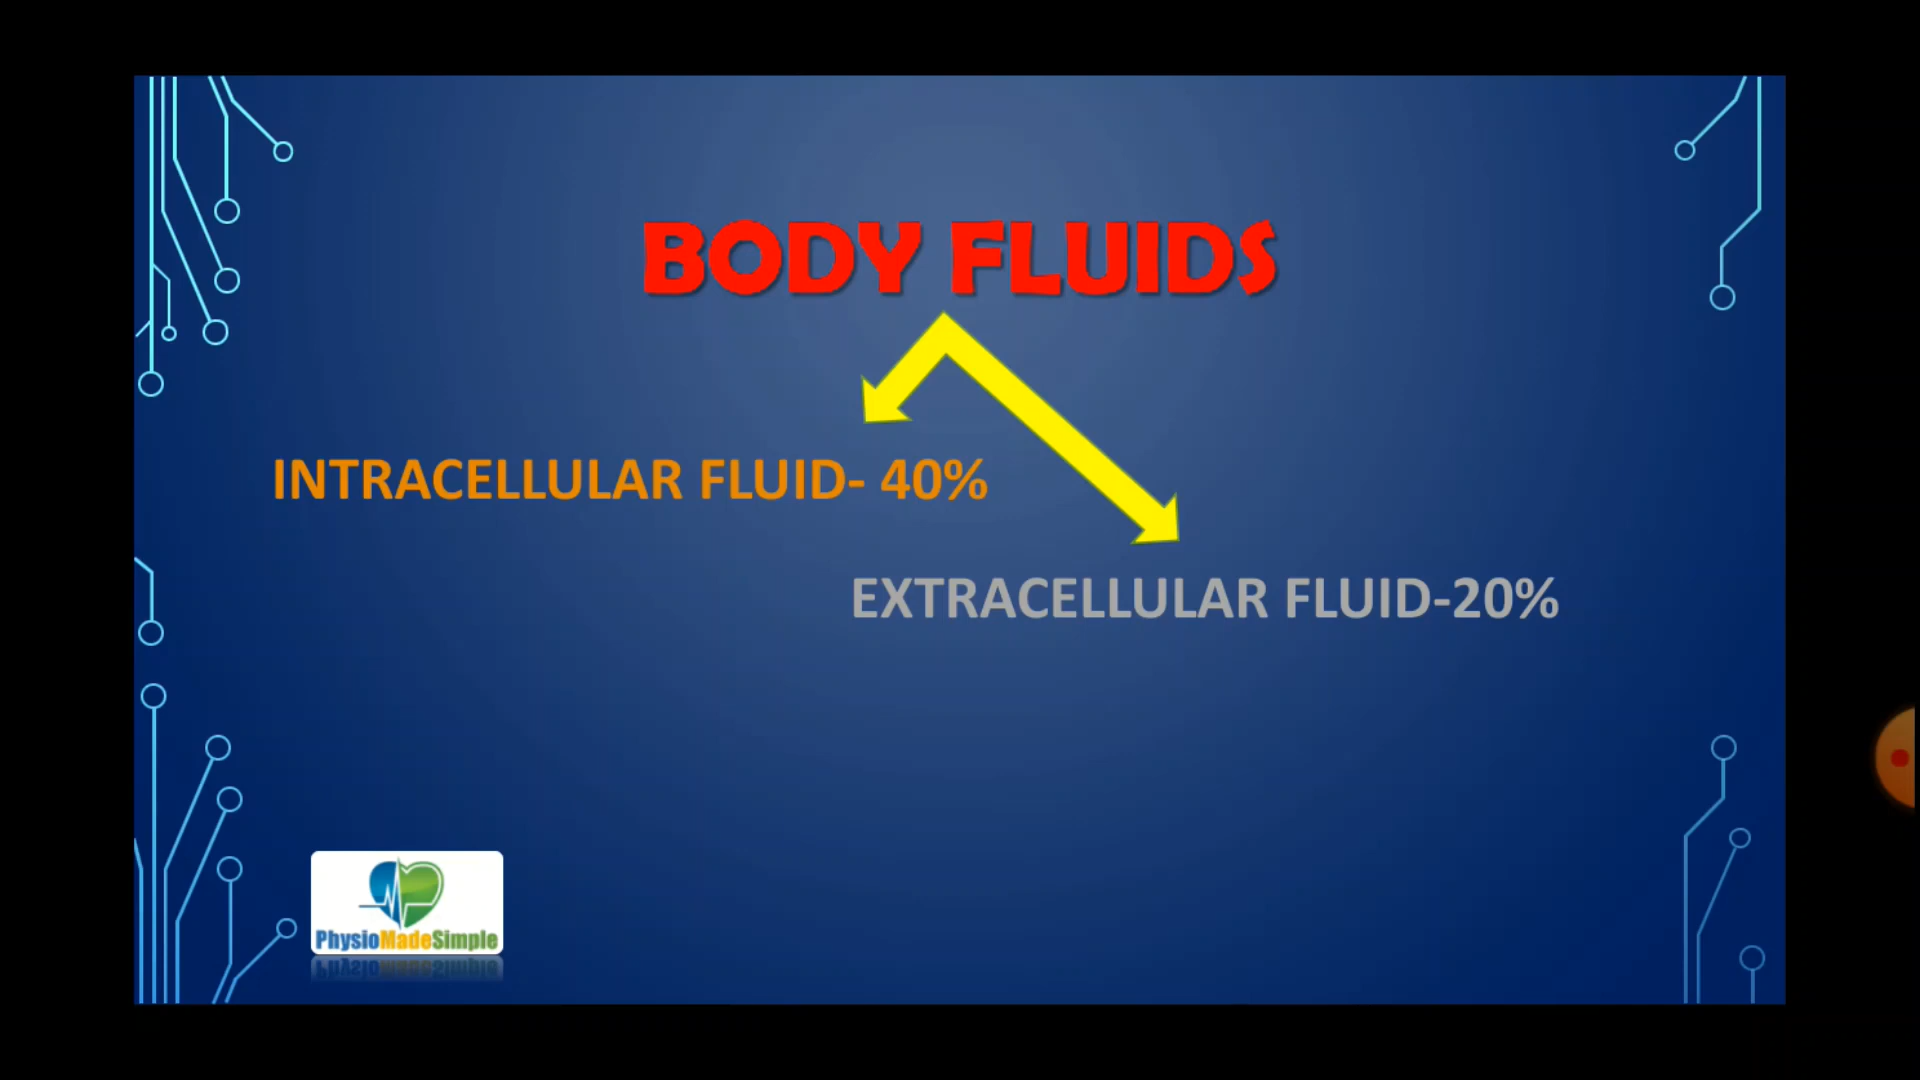 BODY FLUIDS
INTRACELLULAR FLUID- 40%
EXTRACELLULAR FLUID-20%
PhysioMadeSimple